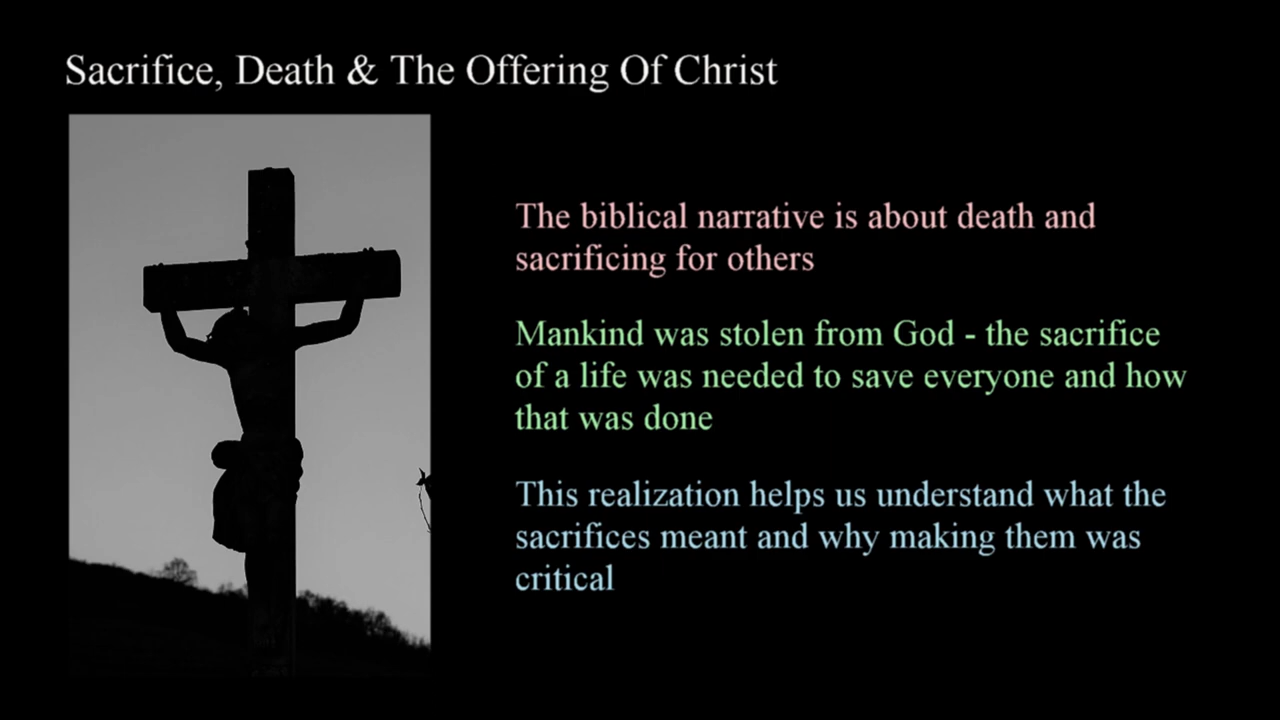 Sacrifice, Death & The Offering Of Christ
The biblical narrative is about death and
sacrificing for others
Mankind was stolen from God - the sacrifice
of a life was needed to save everyone and how
that was done
This realization helps us understand what the
sacrifices meant and why making them was
critical